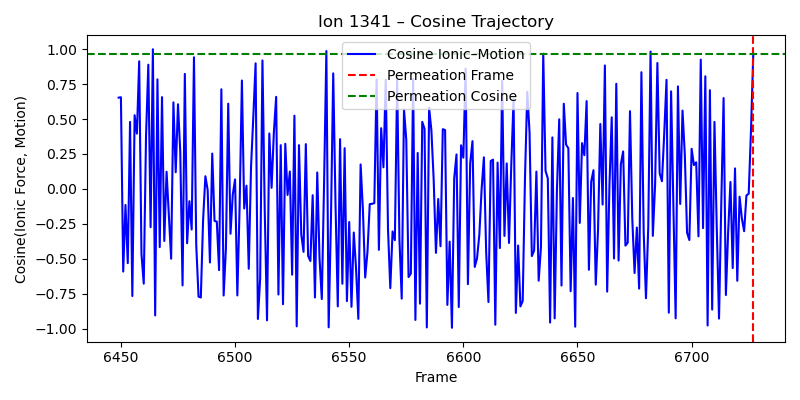 Ion 1341 – Cosine Trajectory
Cosine(Ionic Force, Motion)
1.00
0.75
0.50
0.25
0.00
−0.25
−0.50
−0.75
−1.00
Cosine Ionic–Motion
Permeation Frame
Permeation Cosine
6450
6500
6550
6600
6650
6700
Frame